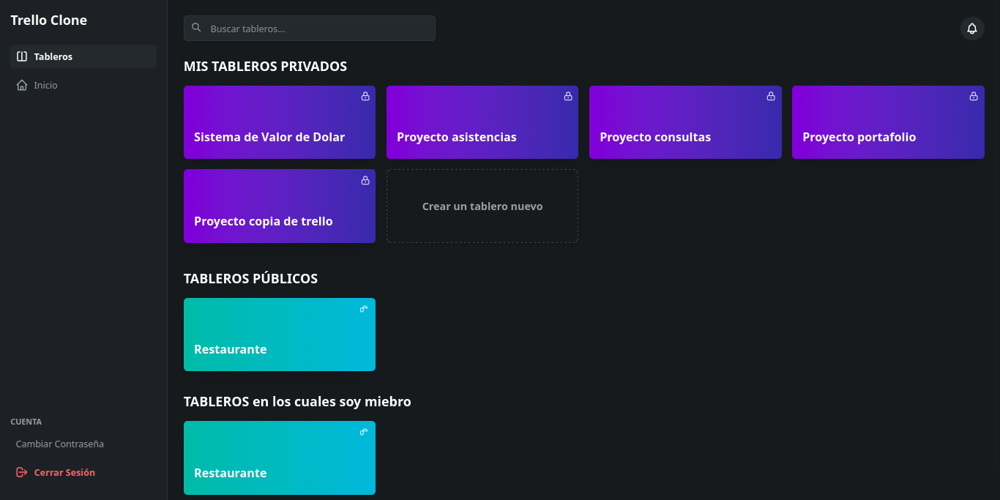 Trello Clone
Tableros
Inicio
CUENTA
Cambiar Contraseña
Cerrar Sesión
Buscar tableros...
MIS TABLEROS PRIVADOS
Sistema de Valor de Dolar
Proyecto asistencias
Proyecto consultas
Proyecto portafolio
Proyecto copia de trello
Crear un tablero nuevo
TABLEROS PÚBLICOS
Restaurante
TABLEROS en los cuales soy miebro
Restaurante